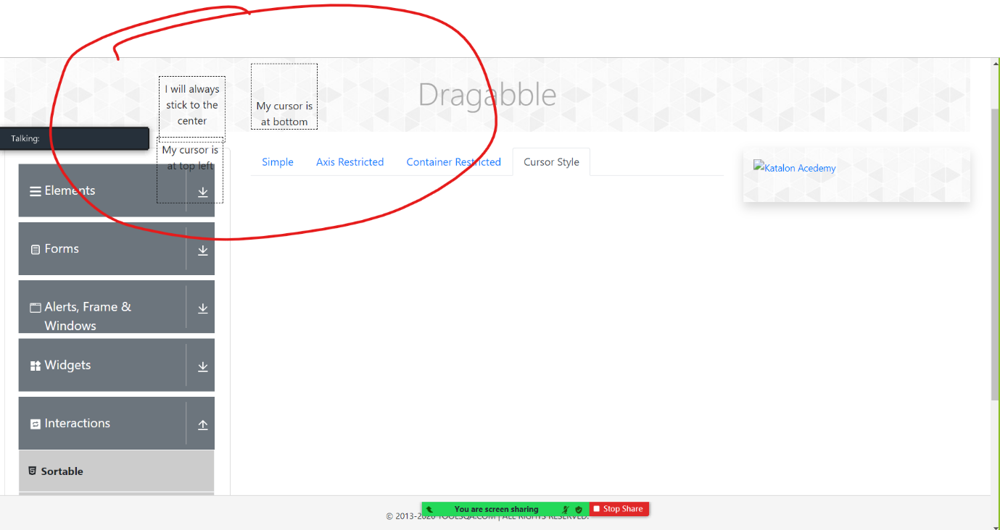 I will always
stick to the
center
My cursor is
at bottom
Dragabble
Talking:
My cursor is
at top left
Simple
Axis Restricted
Container Restricted
Cursor Style
Katalon Acedemy
Elements
Forms
Alerts, Frame &
Windows
Widgets
Interactions
Sortable
You are screen sharing
Stop Share
© 2013-2020 TOOLSQA.COM | ALL RIGHTS RESERVED.